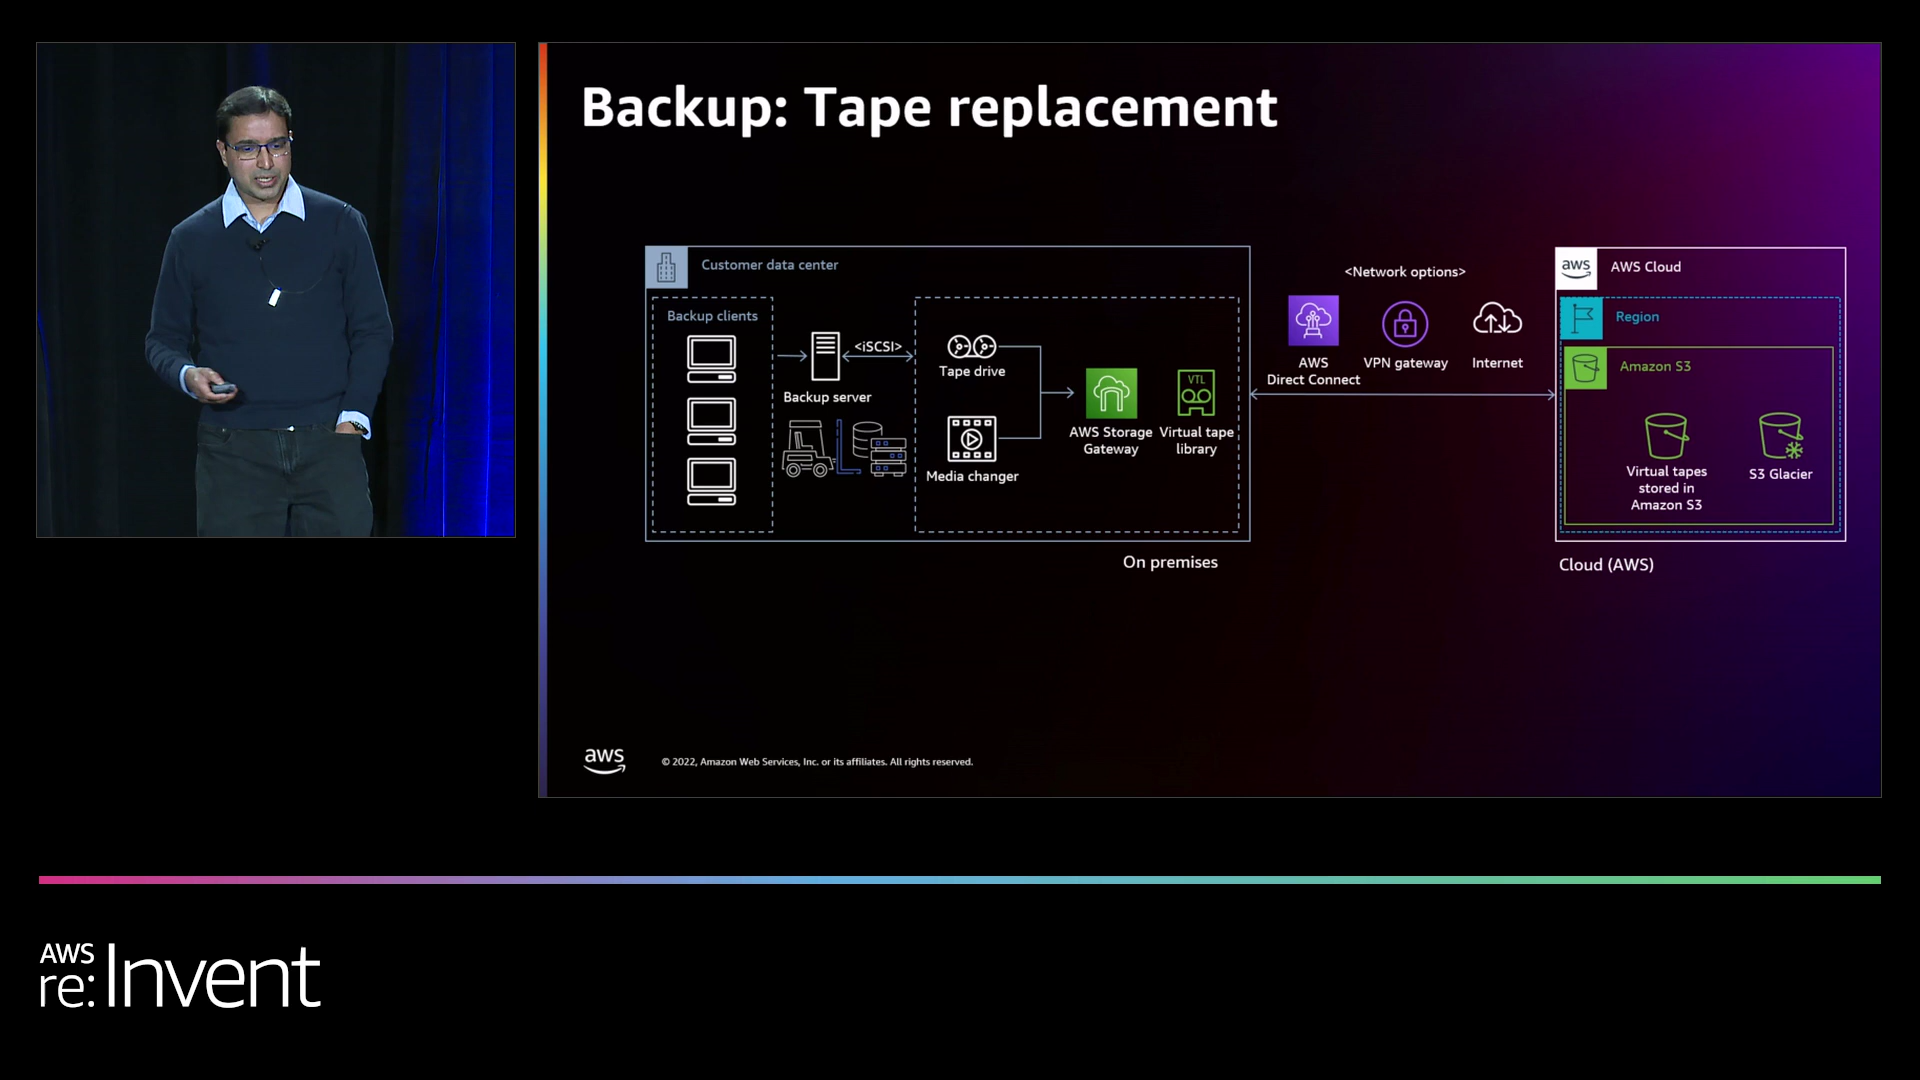 Backup: Tape replacement
Customer data center
Backup clients
Backup server
<iSCSI>
Tape drive
Media changer
AWS Storage
Gateway
VTL
Virtual tape
library
On premises
<Network options>
AWS
Direct Connect
VPN gateway
Internet
aws
AWS Cloud
Region
Amazon S3
Virtual tapes
stored in
Amazon S3
S3 Glacier
Cloud (AWS)
aws
© 2022, Amazon Web Services, Inc. or its affiliates. All rights reserved.
AWS
re:Invent